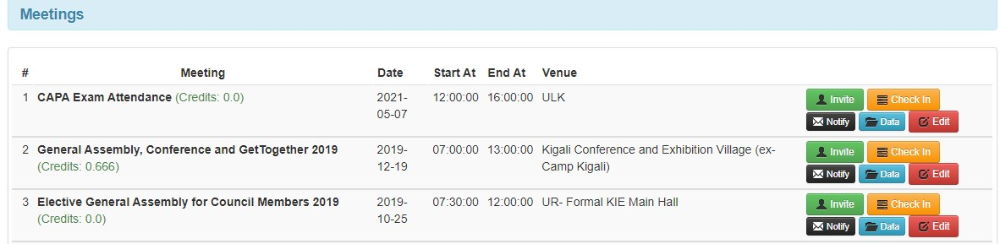 Meetings
# Meeting Date Start At End At Venue
1 CAPA Exam Attendance (Credits: 0.0) 2021- 12:00:00 16:00:00 ULK Invite Check In
05-07 Notify Data Edit
2 General Assembly, Conference and GetTogether 2019 2019- 07:00:00 13:00:00 Kigali Conference and Exhibition Village (ex- Invite Check In
(Credits: 0.666) 12-19 Camp Kigali) Notify Data Edit
3 Elective General Assembly for Council Members 2019 2019- 07:30:00 12:00:00 UR- Formal KIE Main Hall Invite Check In
(Credits: 0.0) 10-25 Notify Data Edit